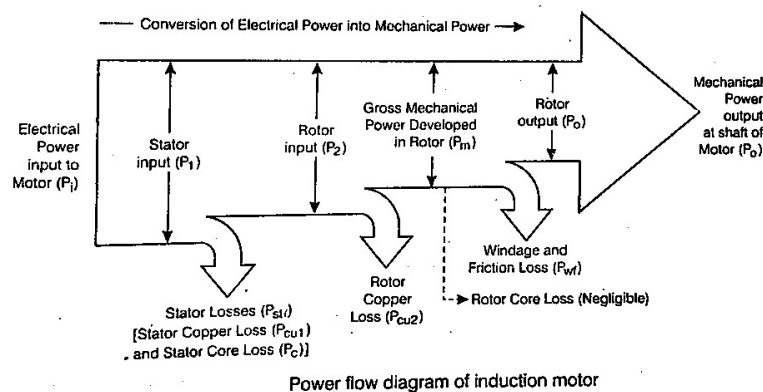 Conversion of Electrical Power into Mechanical Power
Electrical
Power
input to
Motor (Pi)
Stator
input (P1)
Rotor
input (P2)
Gross Mechanical
Power Developed
in Rotor (Pm)
Rotor
output (Po)
Mechanical
Power
output
at shaft of
Motor (Po)
Stator Losses
[Stator Copper Loss (Pcu1)
and Stator Core Loss (Pc)]
Rotor
Copper
Loss (Pcu2)
Windage and
Friction Loss (Pwf)
Rotor Core Loss (Negligible)
Power flow diagram of induction motor